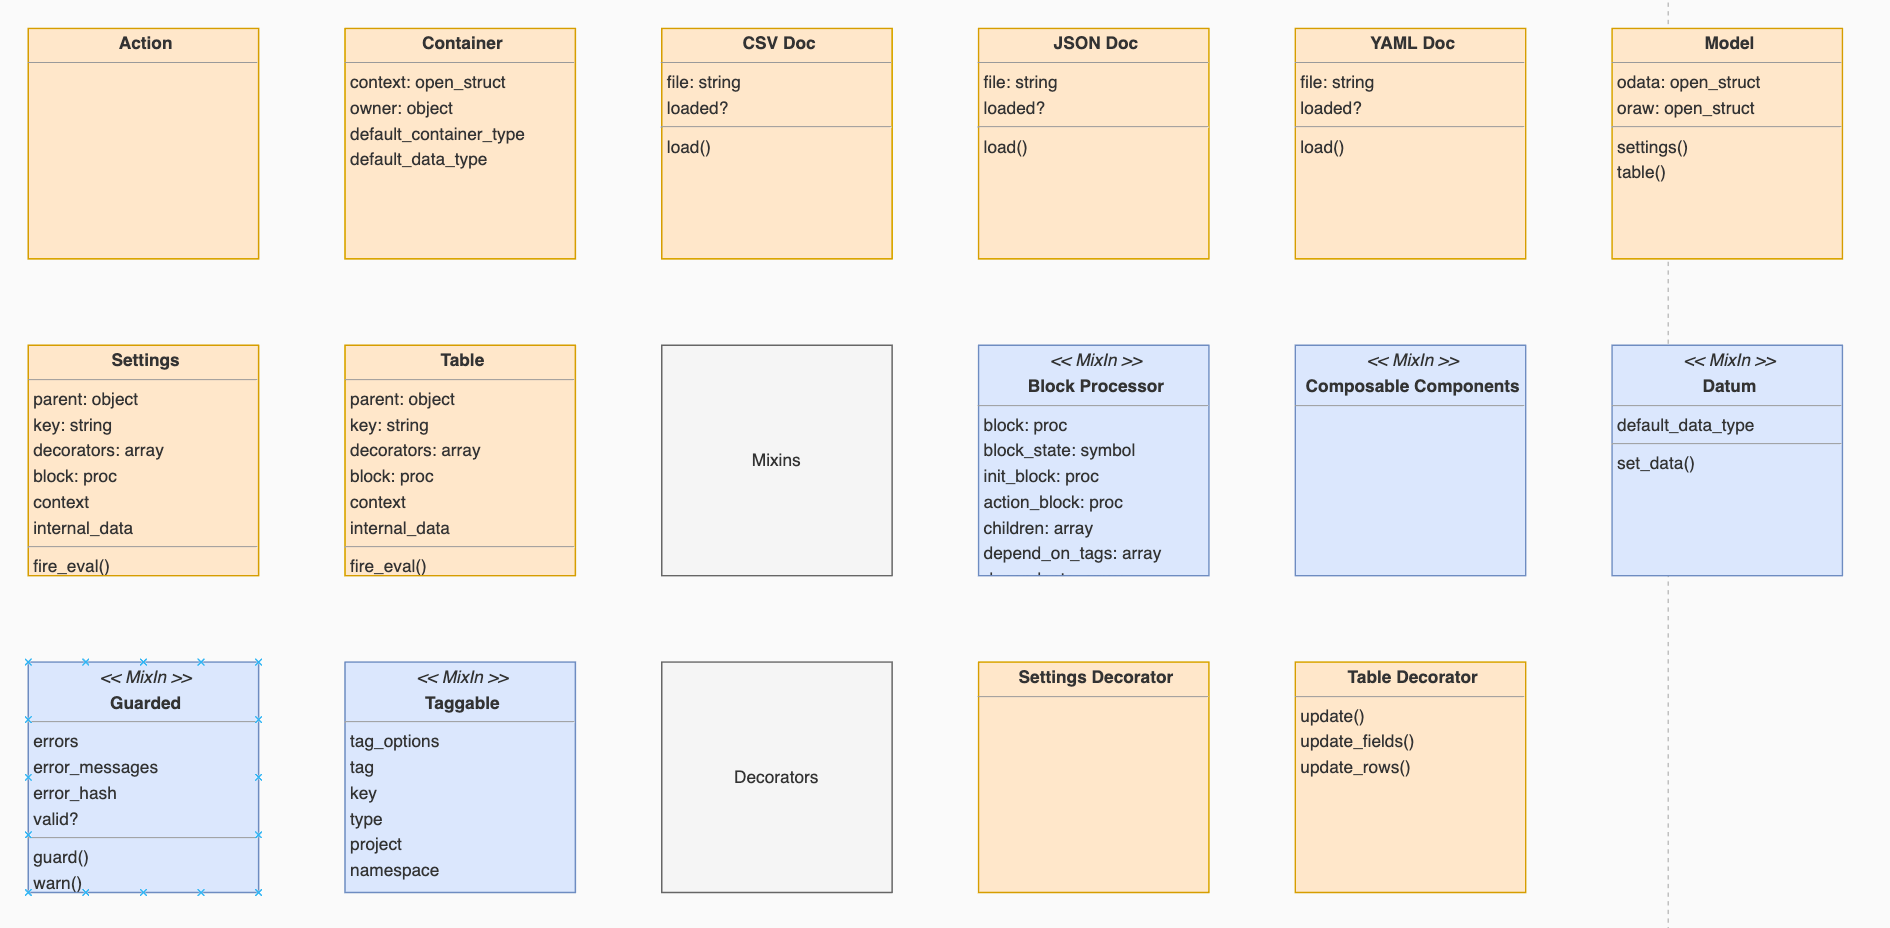 Action
Container
context: open_struct
owner: object
default_container_type
default_data_type
CSV Doc
file: string
loaded?
load()
JSON Doc
file: string
loaded?
load()
YAML Doc
file: string
loaded?
load()
Model
odata: open_struct
oraw: open_struct
settings()
table()
Settings
parent: object
key: string
decorators: array
block: proc
context
internal_data
fire_eval()
Table
parent: object
key: string
decorators: array
block: proc
context
internal_data
fire_eval()
Mixins
<< MixIn >>
Block Processor
block: proc
block_state: symbol
init_block: proc
action_block: proc
children: array
depend_on_tags: array
<< MixIn >>
Composable Components
<< MixIn >>
Datum
default_data_type
set_data()
<< MixIn >>
Guarded
errors
error_messages
error_hash
valid?
guard()
warn()
<< MixIn >>
Taggable
tag_options
tag
key
type
project
namespace
Decorators
Settings Decorator
Table Decorator
update()
update_fields()
update_rows()